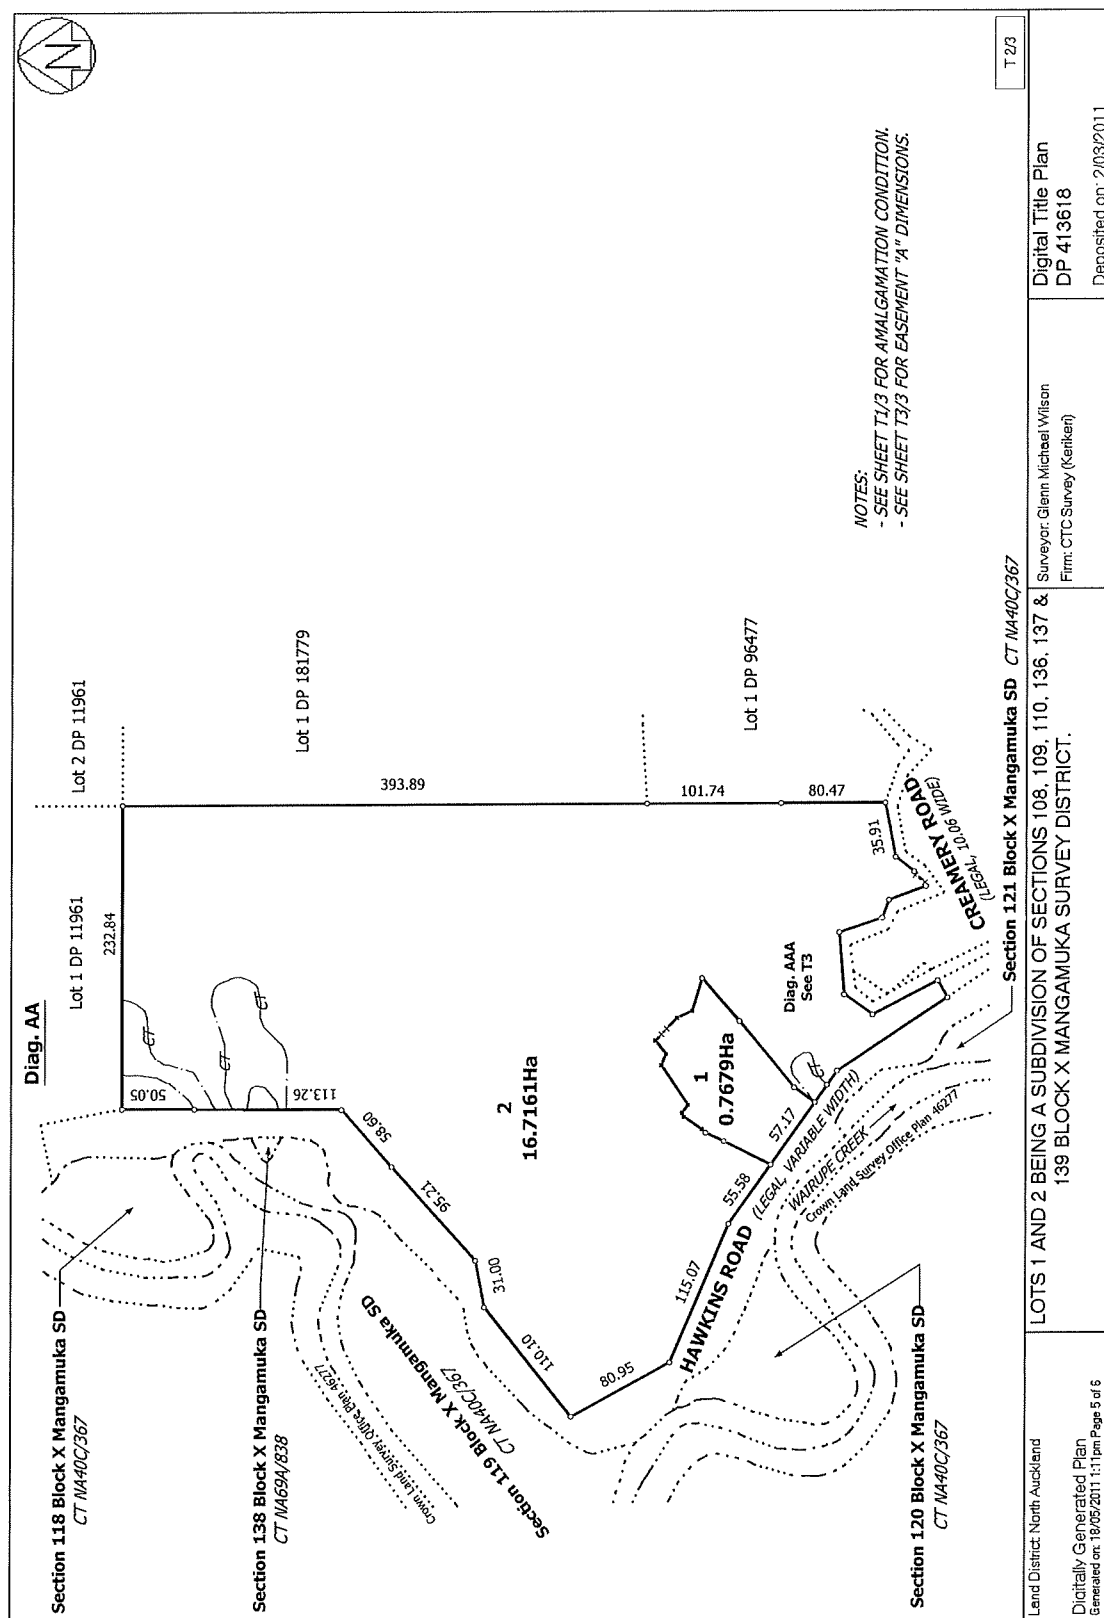 N
Diag. AA
Section 118 Block X Mangamuka SD
CT NA40C/367
Section 138 Block X Mangamuka SD
CT NA69A/838
Crown Land Survey Office Plan 46277
Section 119 Block X Mangamuka SD
CT NA40C/367
Section 120 Block X Mangamuka SD
CT NA40C/367
Lot 1 DP 11961
Lot 2 DP 11961
232.84
50.05
CT
CT
CT
113.26
58.60
95.21
31.00
110.10
80.95
115.07
55.58
57.17
2
16.7161Ha
1
0.7679Ha
CT
Diag. AAA
See T3
Lot 1 DP 181779
393.89
101.74
80.47
35.91
Lot 1 DP 96477
HAWKINS ROAD
(LEGAL, VARIABLE WIDTH)
WAIRUPE CREEK
Crown Land Survey Office Plan 46277
CREAMERY ROAD
(LEGAL, 10.06 WIDE)
Section 121 Block X Mangamuka SD CT NA40C/367
NOTES:
- SEE SHEET T1/3 FOR AMALGAMATION CONDITION.
- SEE SHEET T3/3 FOR EASEMENT "A" DIMENSIONS.
T 2/3
Land District: North Auckland
Digitally Generated Plan
Generated on: 18/05/2011 1:11pm Page 5 of 6
LOTS 1 AND 2 BEING A SUBDIVISION OF SECTIONS 108, 109, 110, 136, 137 &
139 BLOCK X MANGAMUKA SURVEY DISTRICT.
Surveyor: Glenn Michael Wilson
Firm: CTC Survey (Kerikeri)
Digital Title Plan
DP 413618
Deposited on: 2/03/2011